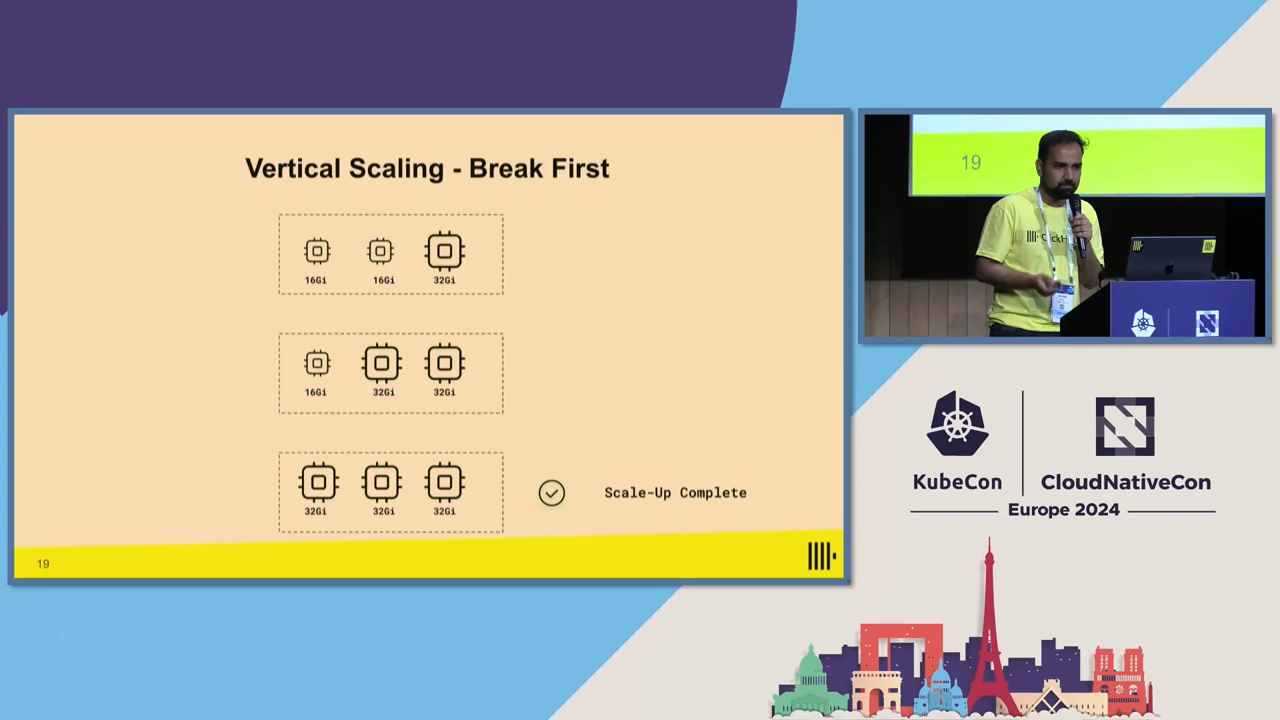 Vertical Scaling - Break First
16Gi
16Gi
32Gi
16Gi
32Gi
32Gi
32Gi
32Gi
32Gi
Scale-Up Complete
19
19
KubeCon
CloudNativeCon
Europe 2024